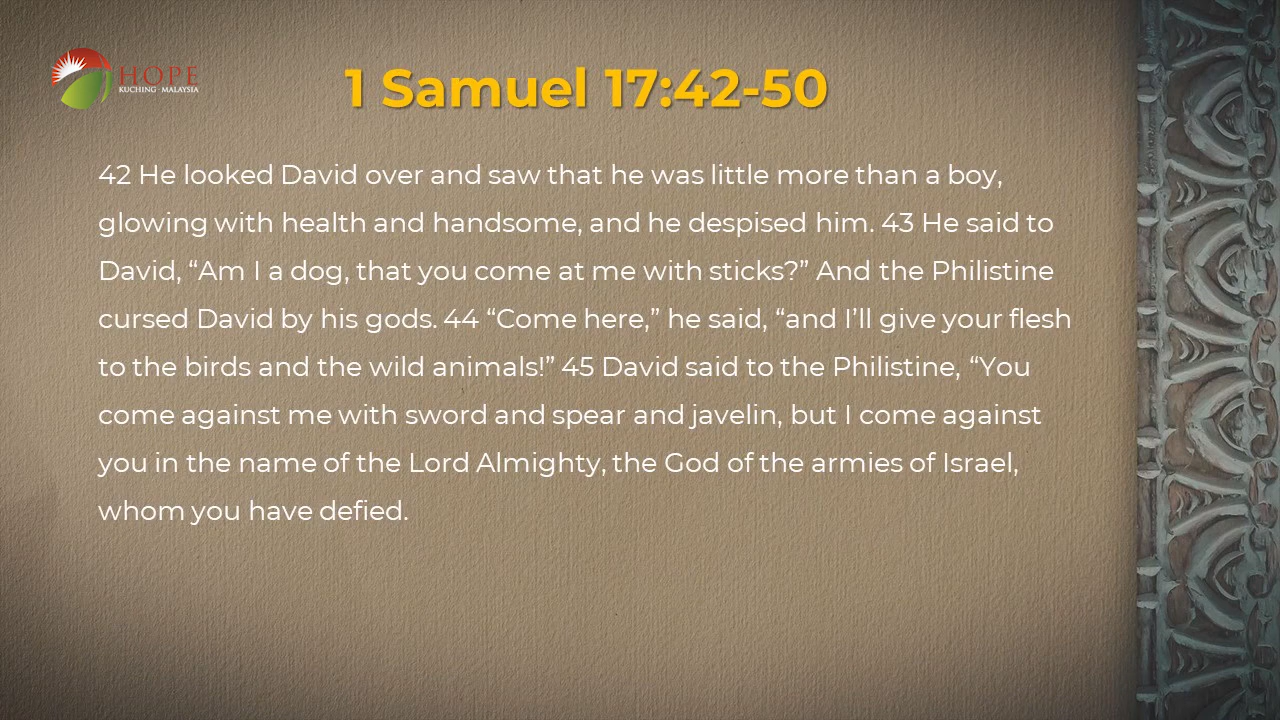 HOPE
KUCHING - MALAYSIA
1 Samuel 17:42-50
42 He looked David over and saw that he was little more than a boy,
glowing with health and handsome, and he despised him. 43 He said to
David, “Am I a dog, that you come at me with sticks?” And the Philistine
cursed David by his gods. 44 “Come here,” he said, “and I’ll give your flesh
to the birds and the wild animals!” 45 David said to the Philistine, “You
come against me with sword and spear and javelin, but I come against
you in the name of the Lord Almighty, the God of the armies of Israel,
whom you have defied.